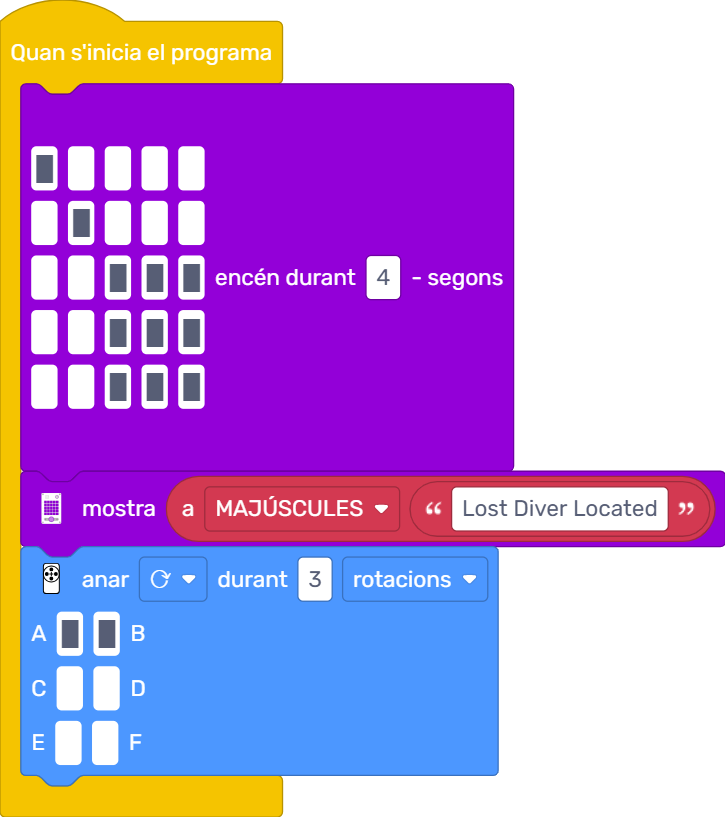 Quan s'inicia el programa
encén durant 4 - segons
mostra a MAJÚSCULES “ Lost Diver Located ”
anar durant 3 rotacions
A B
C D
E F